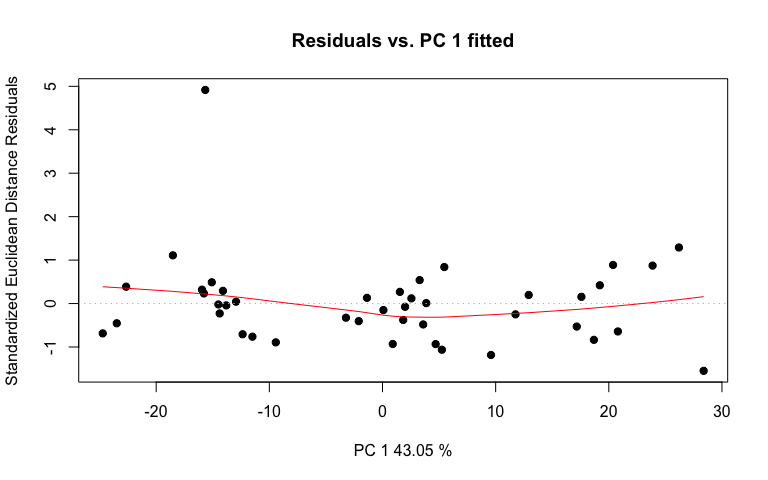 Residuals vs. PC 1 fitted
Standardized Euclidean Distance Residuals
5
4
3
2
1
0
-1
-20 -10 0 10 20 30
PC 1 43.05 %